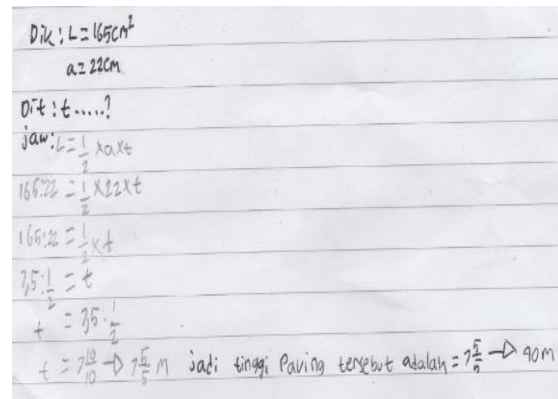 Dik : L = 165cm²
a = 22cm
Dit : t.....?
jaw: L = 1/2 x a x t
165:22 = 1/2 x 22 x t
165:22 = 1/2 x t
7,5 : 1/2 = t
t = 7,5 : 1/2
t = 7 10/10 → 7 5/5 M jadi tinggi Paving tersebut adalah = 7 5/5 → 40M